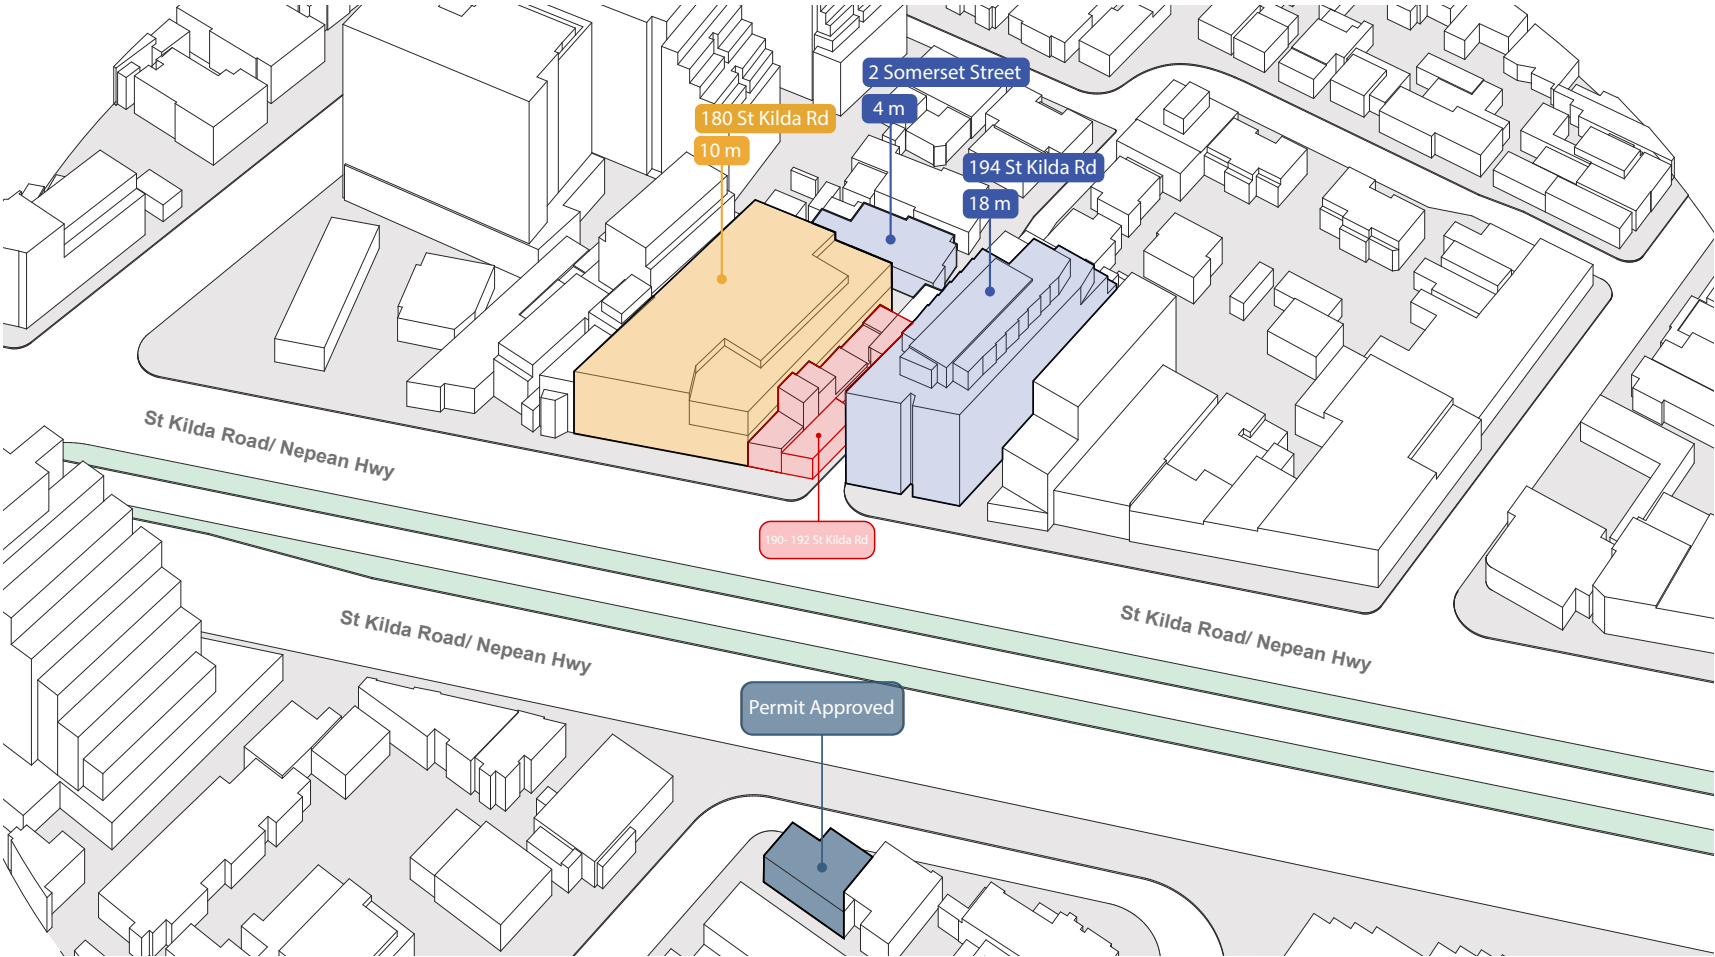 2 Somerset Street
4 m
180 St Kilda Rd
10 m
194 St Kilda Rd
18 m
St Kilda Road/ Nepean Hwy
190- 192 St Kilda Rd
St Kilda Road/ Nepean Hwy
St Kilda Road/ Nepean Hwy
Permit Approved